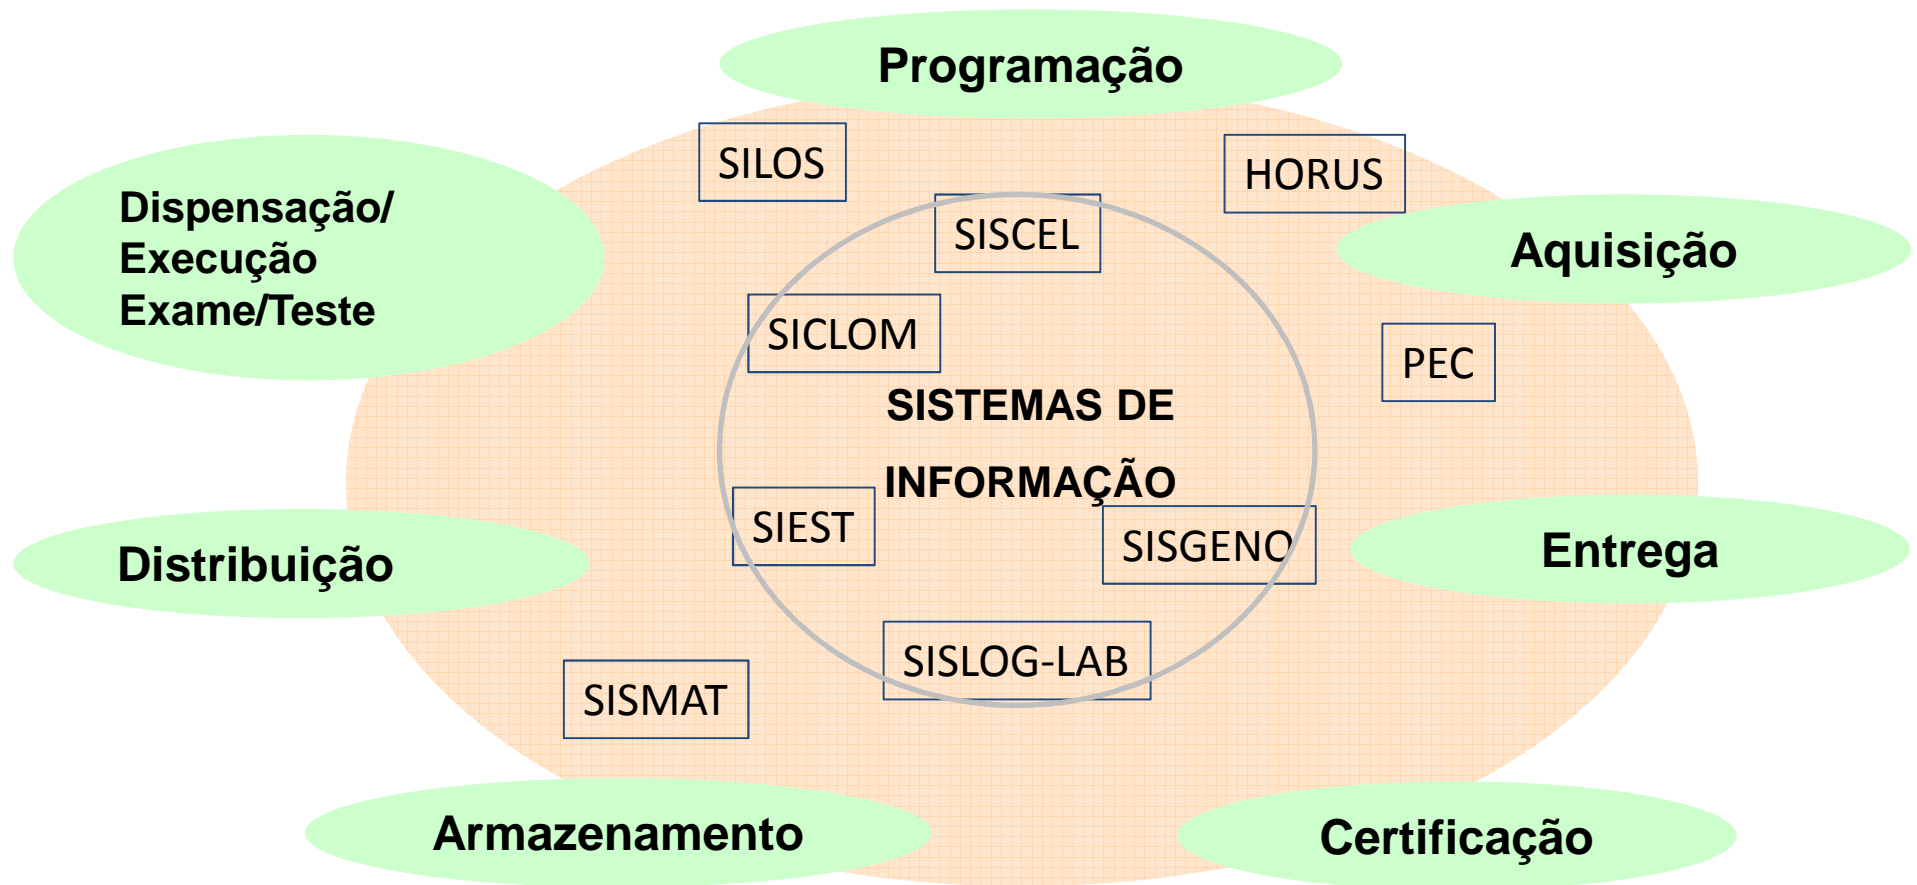 Programação
SILOS
HORUS
Dispensação/
Execução
Exame/Teste
SISCEL
Aquisição
SICLOM
PEC
SISTEMAS DE
INFORMAÇÃO
SIEST
SISGENO
Distribuição
Entrega
SISLOG-LAB
SISMAT
Armazenamento
Certificação